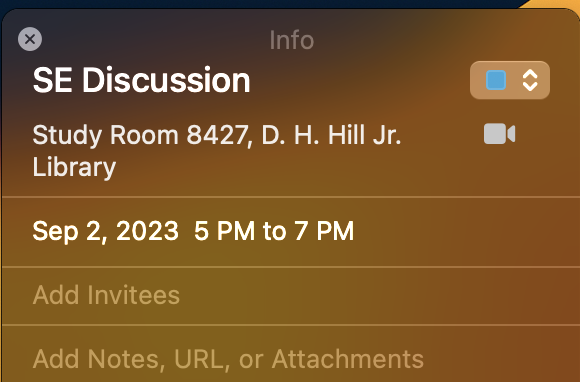 Info
SE Discussion
Study Room 8427, D. H. Hill Jr.
Library
Sep 2, 2023 5 PM to 7 PM
Add Invitees
Add Notes, URL, or Attachments